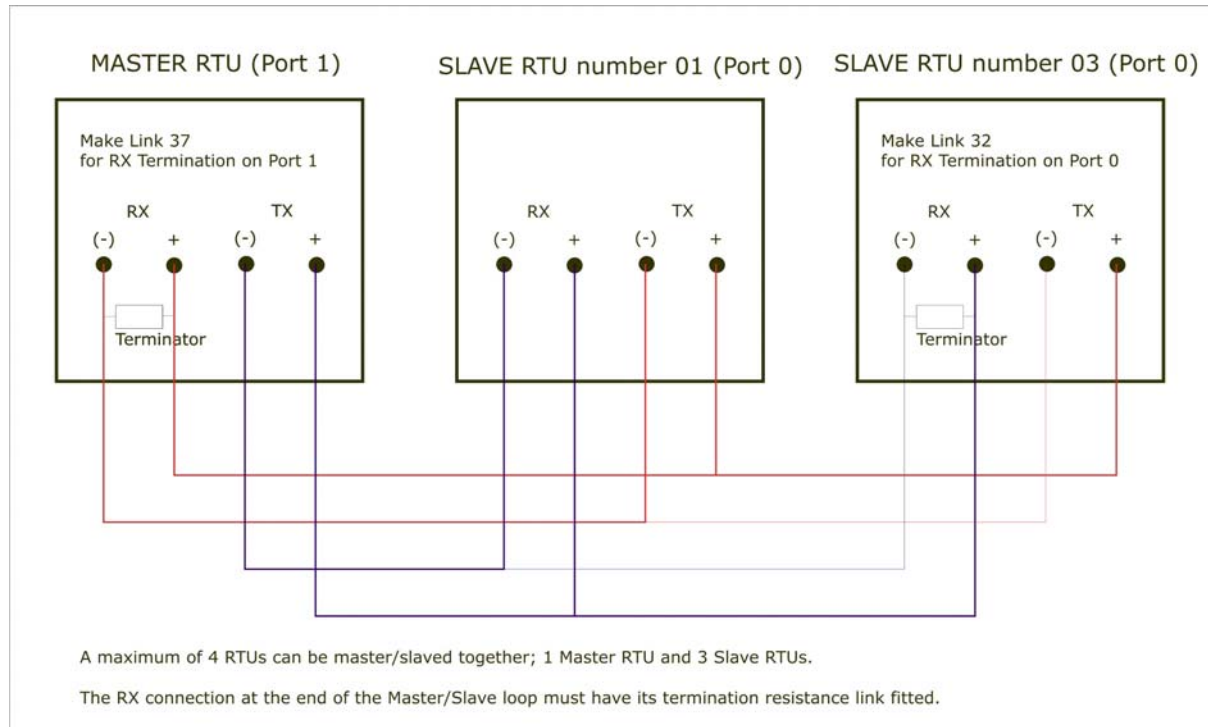 MASTER RTU (Port 1)
SLAVE RTU number 01 (Port 0)
SLAVE RTU number 03 (Port 0)
Make Link 37
for RX Termination on Port 1
RX TX
(-) + (-) +
Terminator
RX TX
(-) + (-) +
Make Link 32
for RX Termination on Port 0
RX TX
(-) + (-) +
Terminator
A maximum of 4 RTUs can be master/slaved together; 1 Master RTU and 3 Slave RTUs.
The RX connection at the end of the Master/Slave loop must have its termination resistance link fitted.